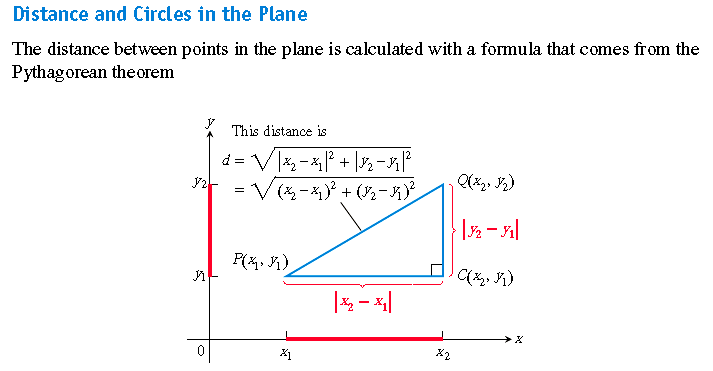 Distance and Circles in the Plane
The distance between points in the plane is calculated with a formula that comes from the
Pythagorean theorem
y
This distance is
d = √|x₂ − x₁|² + |y₂ − y₁|²
= √(x₂ − x₁)² + (y₂ − y₁)²
y₂
Q(x₂, y₂)
|y₂ − y₁|
P(x₁, y₁)
y₁
C(x₂, y₁)
|x₂ − x₁|
x
0
x₁
x₂